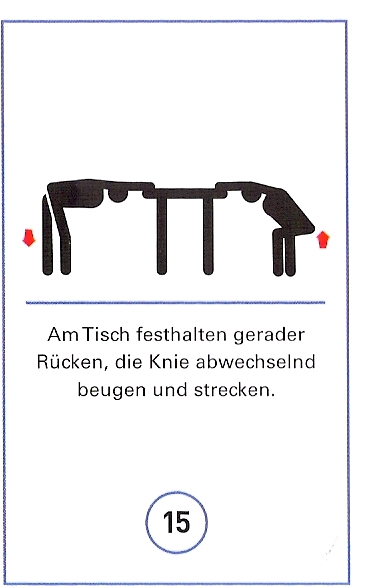 Am Tisch festhalten gerader
Rücken, die Knie abwechselnd
beugen und strecken.
15